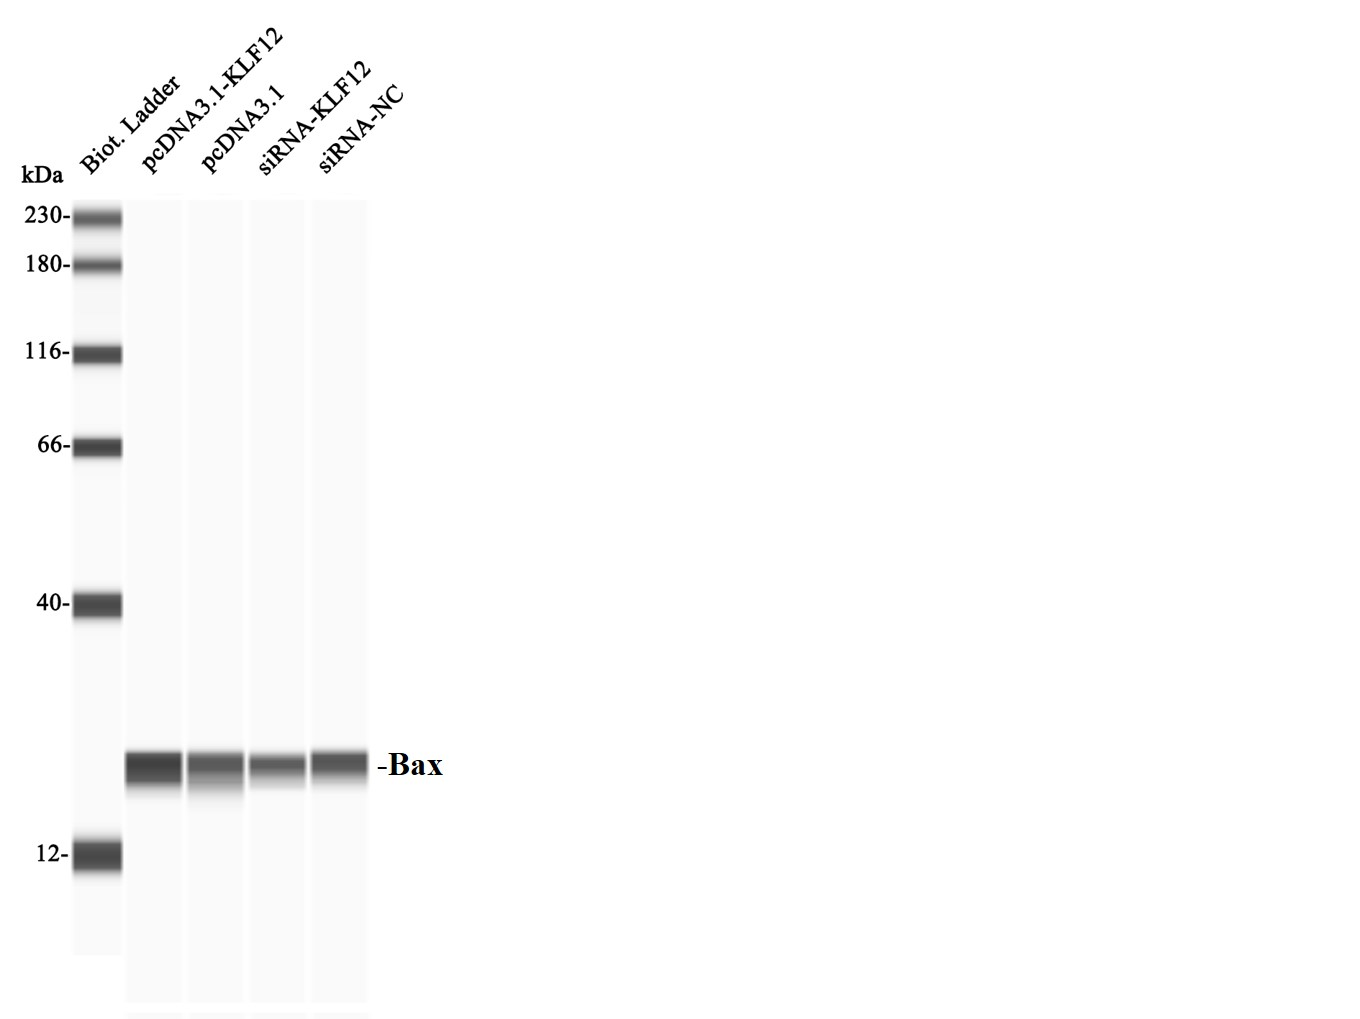 Biot. Ladder
pcDNA3.1-KLF12
pcDNA3.1
siRNA-KLF12
siRNA-NC
kDa
230-
180-
116-
66-
40-
-Bax
12-